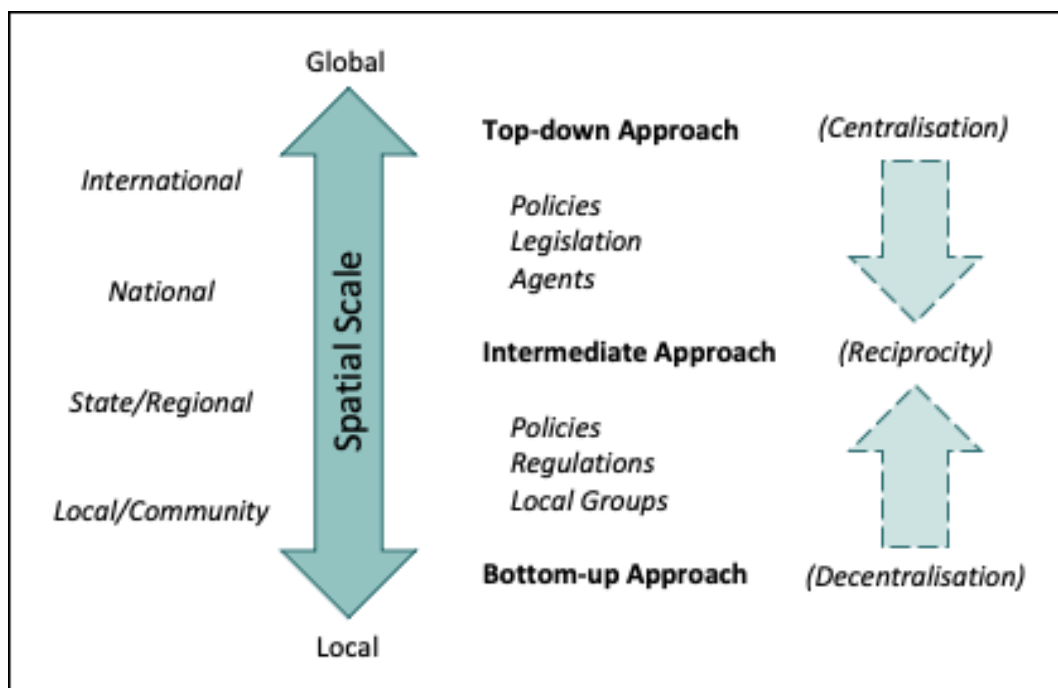 Global
International
National
State/Regional
Local/Community
Spatial Scale
Local
Top-down Approach
(Centralisation)
Policies
Legislation
Agents
Intermediate Approach
(Reciprocity)
Policies
Regulations
Local Groups
Bottom-up Approach
(Decentralisation)